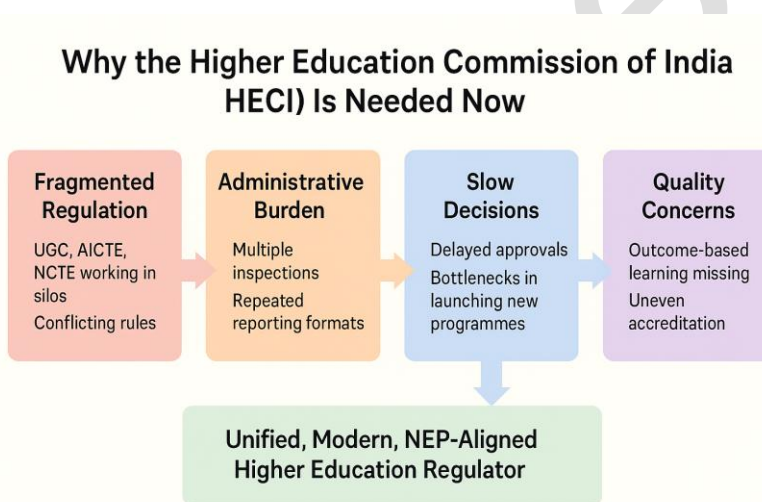 Why the Higher Education Commission of India
HECI) Is Needed Now
Fragmented
Regulation
UGC, AICTE,
NCTE working in
silos
Conflicting rules
Administrative
Burden
Multiple
inspections
Repeated
reporting formats
Slow
Decisions
Delayed approvals
Bottlenecks in
launching new
programmes
Quality
Concerns
Outcome-based
learning missing
Uneven
accreditation
Unified, Modern, NEP-Aligned
Higher Education Regulator